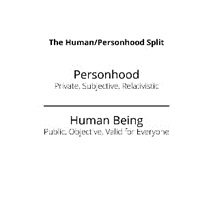 The Human/Personhood Split
Personhood
Private, Subjective, Relativistic
Human Being
Public, Objective, Valid for Everyone